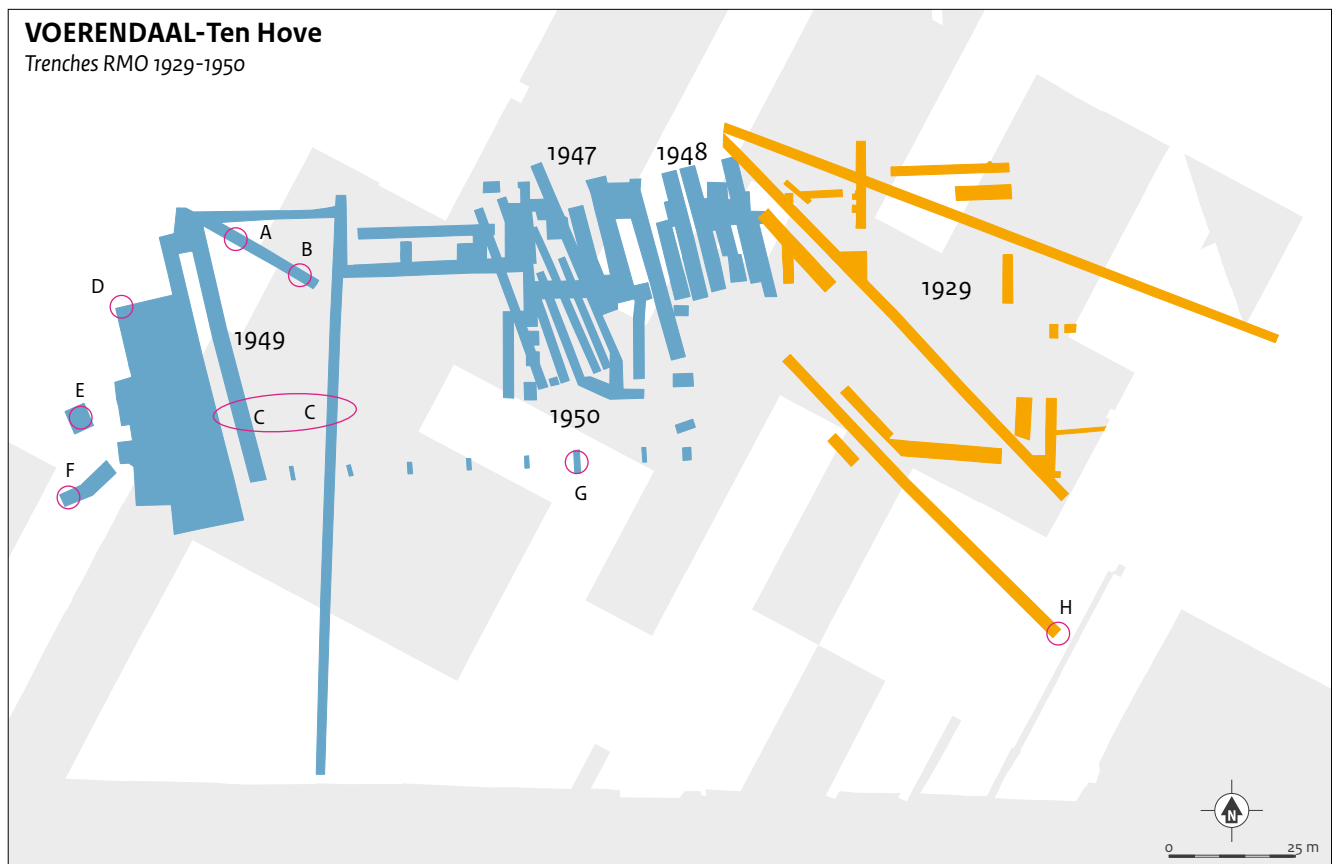 VOERENDAAL-Ten Hove
Trenches RMO 1929-1950
1947
1948
A
B
D
1929
1949
E
C C
1950
F
G
H
N
0 25 m